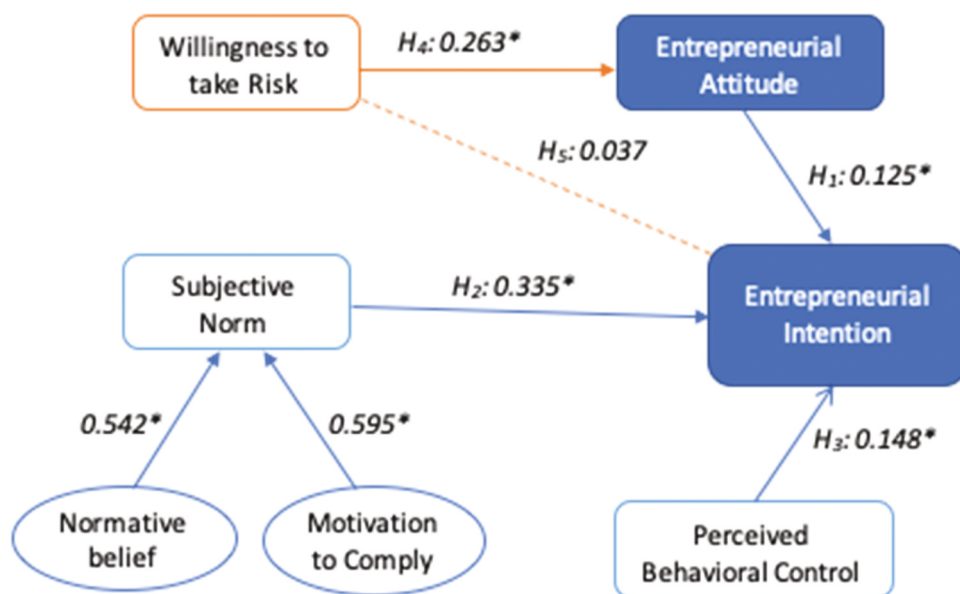 Willingness to
take Risk
H₄: 0.263*
Entrepreneurial
Attitude
H₅: 0.037
H₁: 0.125*
Subjective
Norm
H₂: 0.335*
Entrepreneurial
Intention
0.542*
0.595*
H₃: 0.148*
Normative
belief
Motivation
to Comply
Perceived
Behavioral Control